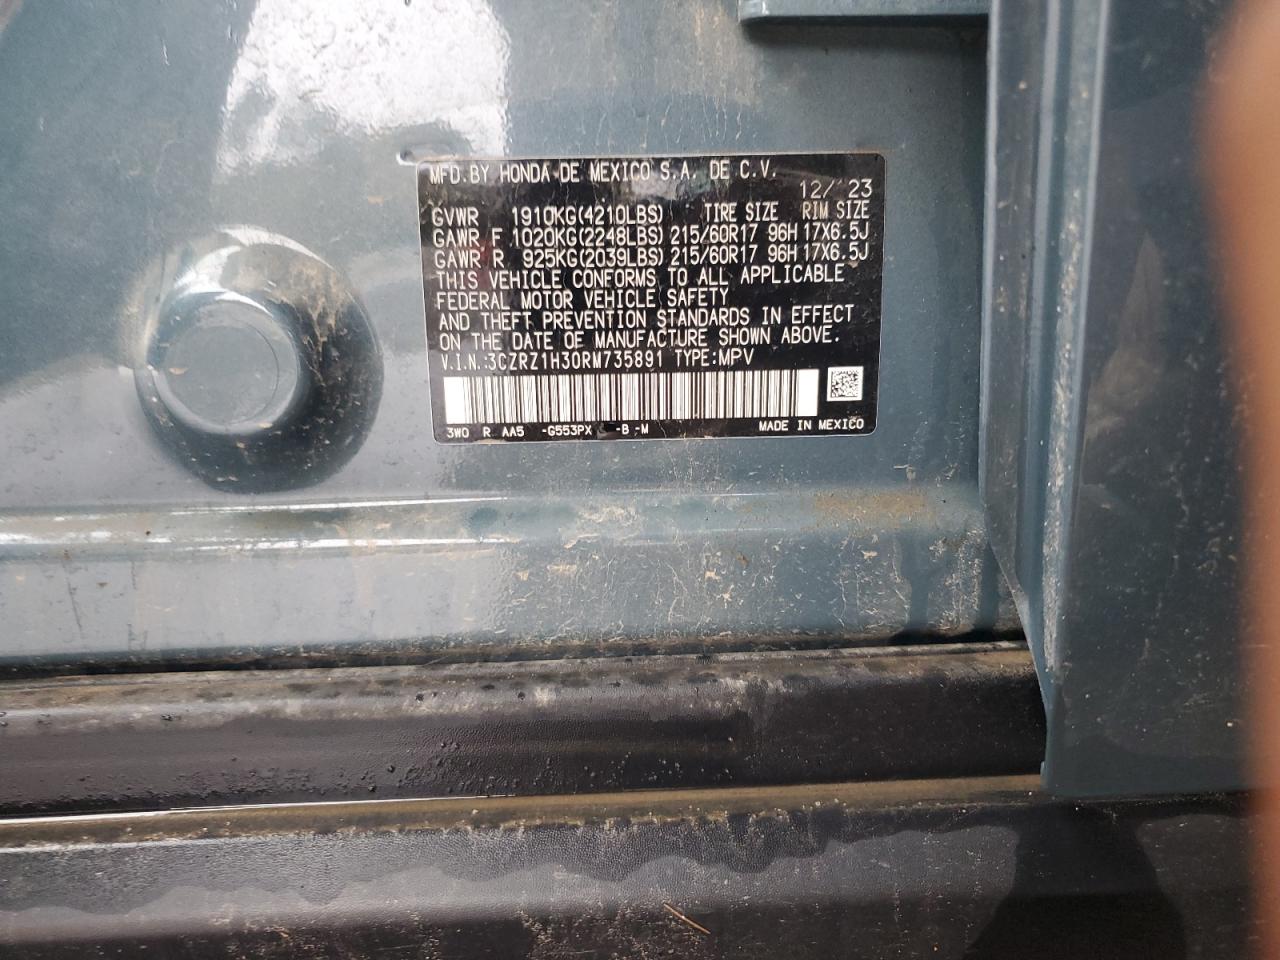 MFD.BY HONDA DE MEXICO S.A. DE C.V.
12/ 23
GVWR 1910KG(4210LBS) TIRE SIZE RIM SIZE
GAWR F 1020KG(2248LBS) 215/60R17 96H 17X6.5J
GAWR R 925KG(2039LBS) 215/60R17 96H 17X6.5J
THIS VEHICLE CONFORMS TO ALL APPLICABLE
FEDERAL MOTOR VEHICLE SAFETY
AND THEFT PREVENTION STANDARDS IN EFFECT
ON THE DATE OF MANUFACTURE SHOWN ABOVE.
V.I.N.:3CZRZ1H30RM735891 TYPE:MPV
3W0 R AA5 -G553PX -B -M MADE IN MEXICO